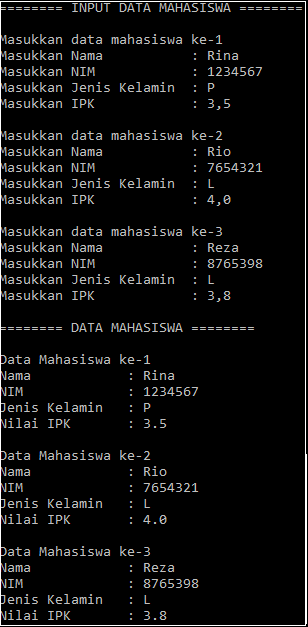 ======== INPUT DATA MAHASISWA ========
Masukkan data mahasiswa ke-1
Masukkan Nama : Rina
Masukkan NIM : 1234567
Masukkan Jenis Kelamin : P
Masukkan IPK : 3,5
Masukkan data mahasiswa ke-2
Masukkan Nama : Rio
Masukkan NIM : 7654321
Masukkan Jenis Kelamin : L
Masukkan IPK : 4,0
Masukkan data mahasiswa ke-3
Masukkan Nama : Reza
Masukkan NIM : 8765398
Masukkan Jenis Kelamin : L
Masukkan IPK : 3,8
======== DATA MAHASISWA ========
Data Mahasiswa ke-1
Nama : Rina
NIM : 1234567
Jenis Kelamin : P
Nilai IPK : 3.5
Data Mahasiswa ke-2
Nama : Rio
NIM : 7654321
Jenis Kelamin : L
Nilai IPK : 4.0
Data Mahasiswa ke-3
Nama : Reza
NIM : 8765398
Jenis Kelamin : L
Nilai IPK : 3.8